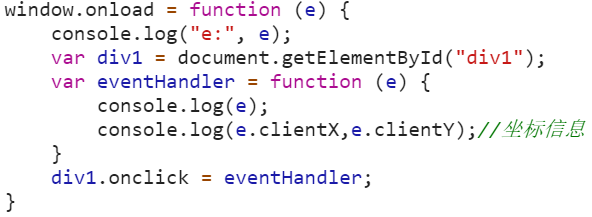 window.onload = function (e) {
    console.log("e:", e);
    var div1 = document.getElementById("div1");
    var eventHandler = function (e) {
        console.log(e);
        console.log(e.clientX,e.clientY);//坐标信息
    }
    div1.onclick = eventHandler;
}